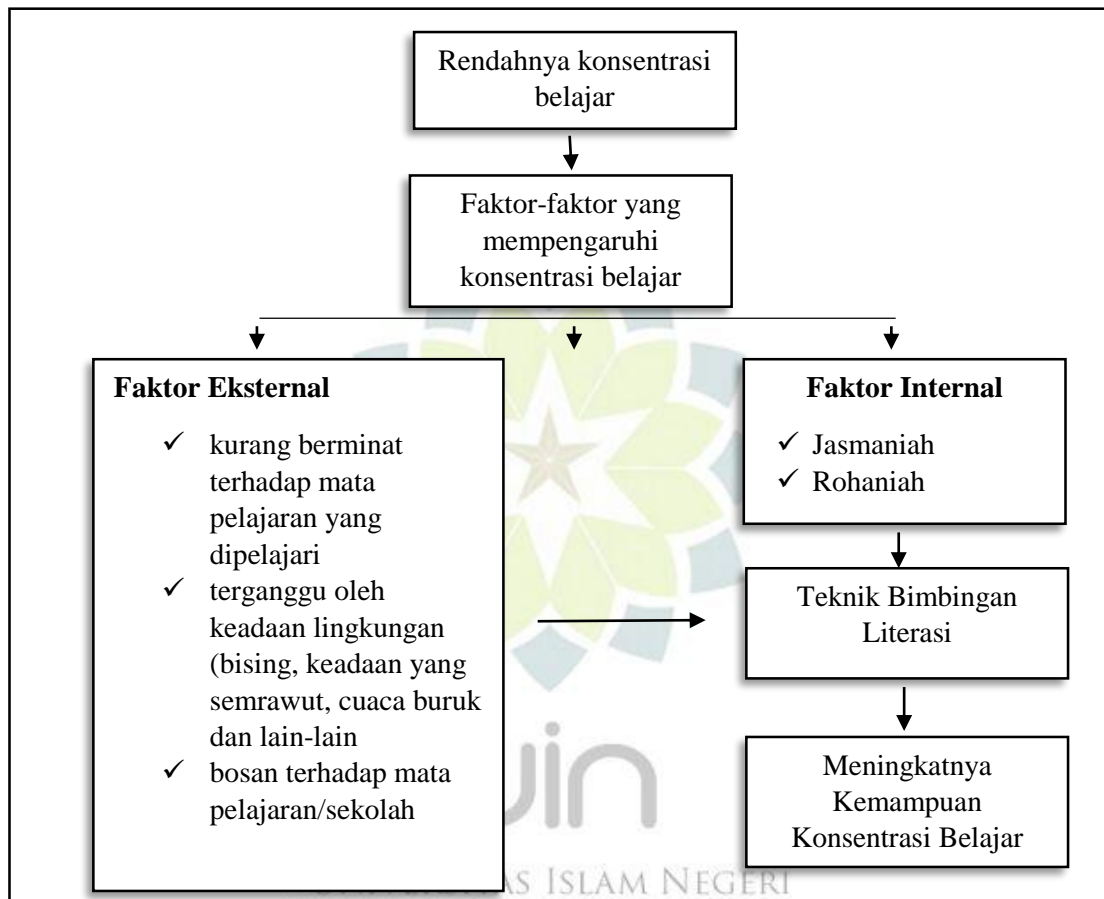 Rendahnya konsentrasi
belajar
Faktor-faktor yang
mempengaruhi
konsentrasi belajar
Faktor Eksternal
✓ kurang berminat
terhadap mata
pelajaran yang
dipelajari
✓ terganggu oleh
keadaan lingkungan
(bising, keadaan yang
semrawut, cuaca buruk
dan lain-lain
✓ bosan terhadap mata
pelajaran/sekolah
Faktor Internal
✓ Jasmaniah
✓ Rohaniah
Teknik Bimbingan
Literasi
Meningkatnya
Kemampuan
Konsentrasi Belajar
ISLAM NEGERI